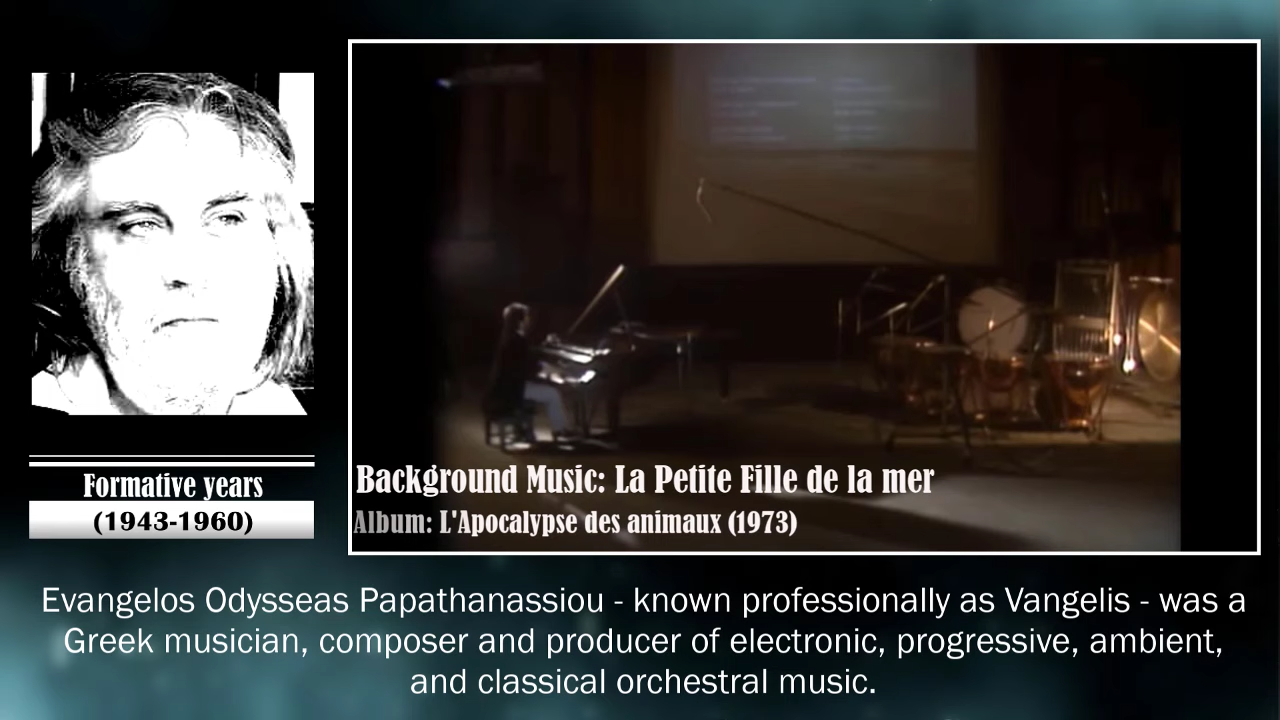 Formative years
(1943-1960)
Background Music: La Petite Fille de la mer
Album: L'Apocalypse des animaux (1973)
Evangelos Odysseas Papathanassiou - known professionally as Vangelis - was a
Greek musician, composer and producer of electronic, progressive, ambient,
and classical orchestral music.